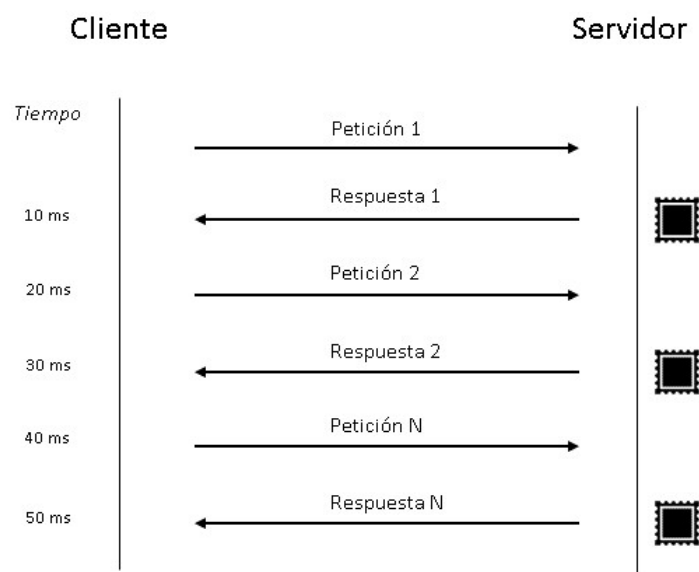 Cliente
Servidor
Tiempo
Petición 1
Respuesta 1
10 ms
Petición 2
20 ms
Respuesta 2
30 ms
Petición N
40 ms
Respuesta N
50 ms